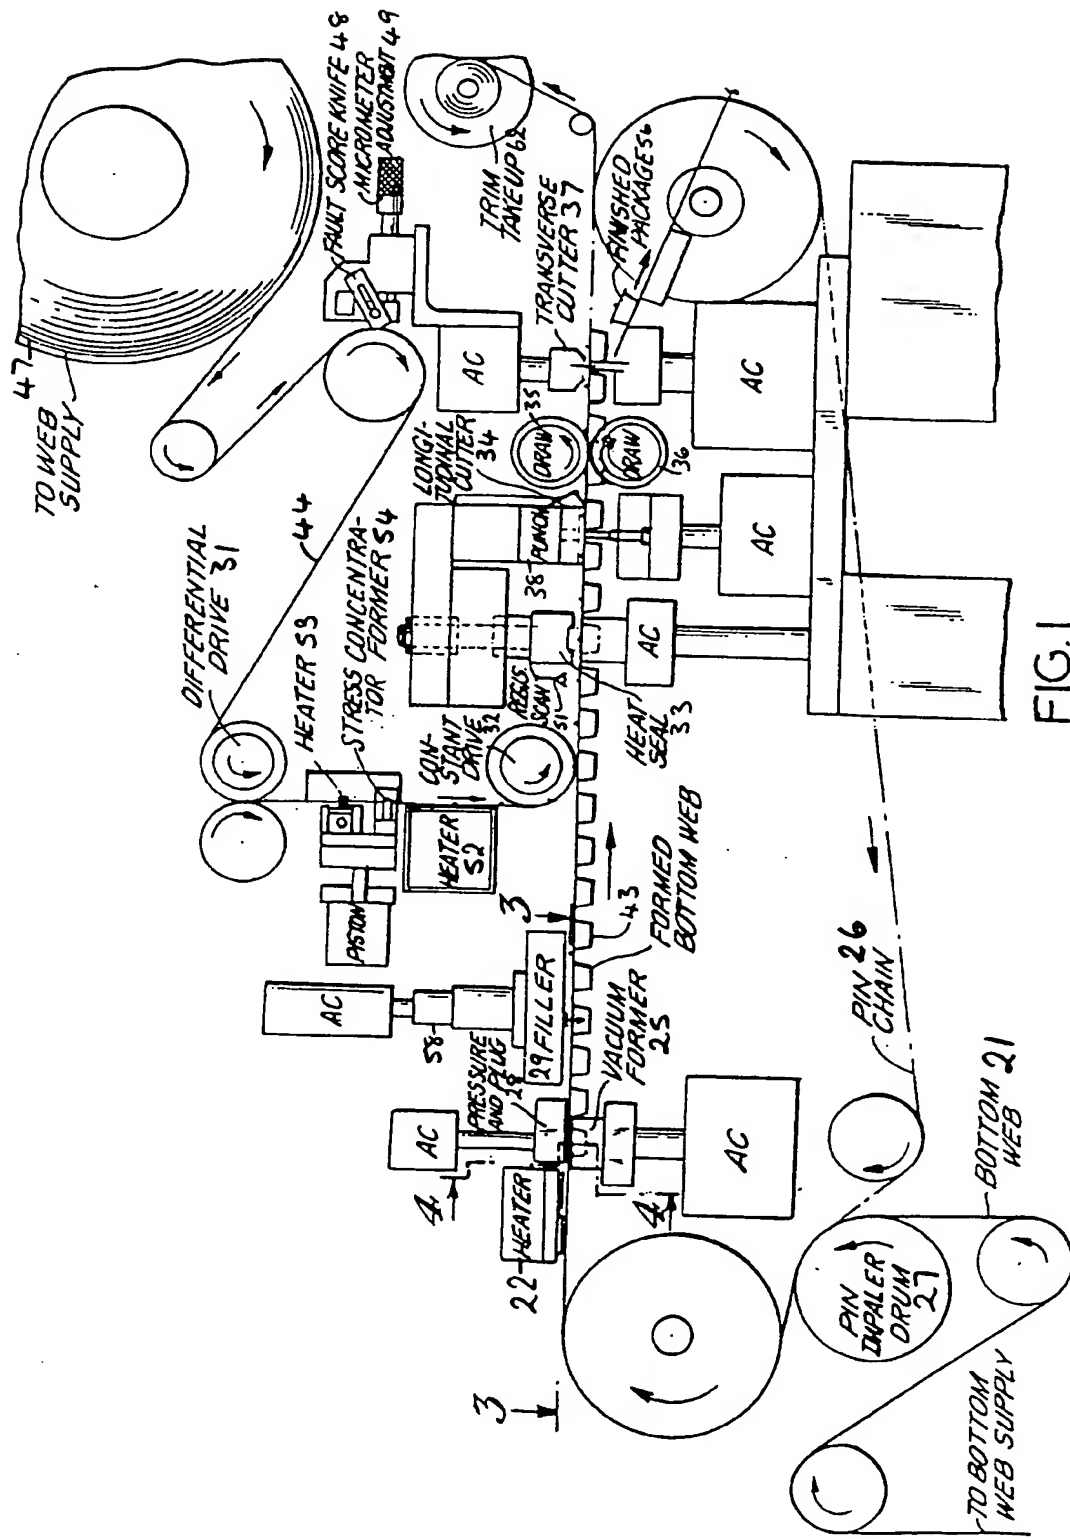 47
TO WEB
SUPPLY
FAULT SCORE KNIFE 48
MICROMETER
ADJUSTMENT 49
TRIM
TAKEUP 62
DIFFERENTIAL
DRIVE 31
44
HEATER 53
STRESS CONCENTRA-
TOR FORMER 54
PISTON
HEATER
52
CON-
STANT
DRIVE
32
REGIS.
SCAN
51
HEAT
SEAL
33
AC
LONGI-
TUDINAL
CUTTER
34
38
PUNCH
AC
35
DRAW
DRAW
36
AC
TRANSVERSE
CUTTER 37
AC
FINISHED
PACKAGES 56
AC
58
29 FILLER
3
43
FORMED
BOTTOM WEB
AC
PRESSURE
AND PLUG
28
VACUUM
FORMER
25
AC
4
4
22
HEATER
3
PIN 26
CHAIN
BOTTOM 21
WEB
PIN
IMPALER
DRUM
27
TO BOTTOM
WEB SUPPLY
FIG. 1